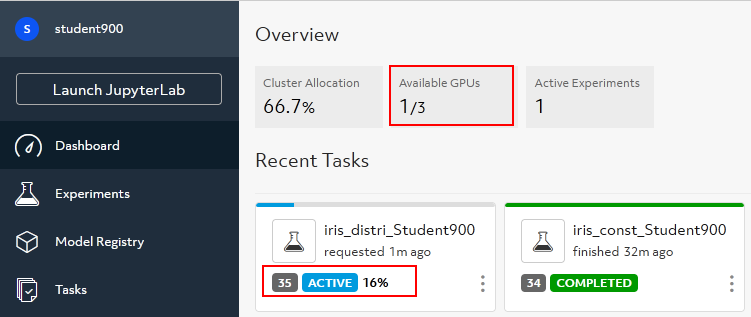 S student900
Launch JupyterLab
Dashboard
Experiments
Model Registry
Tasks
Overview
Cluster Allocation
66.7%
Available GPUs
1/3
Active Experiments
1
Recent Tasks
iris_distri_Student900
requested 1m ago
35 ACTIVE 16%
iris_const_Student900
finished 32m ago
34 COMPLETED